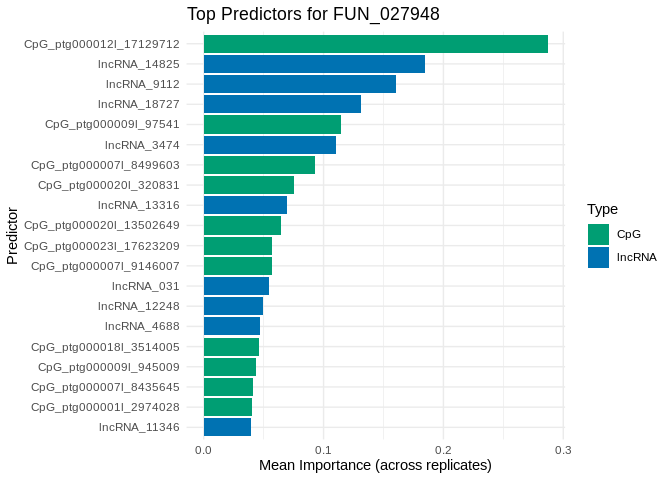 Top Predictors for FUN_027948
Predictor
CpG_ptg000012l_17129712
lncRNA_14825
lncRNA_9112
lncRNA_18727
CpG_ptg000009l_97541
lncRNA_3474
CpG_ptg000007l_8499603
CpG_ptg000020l_320831
lncRNA_13316
CpG_ptg000020l_13502649
CpG_ptg000023l_17623209
CpG_ptg000007l_9146007
lncRNA_031
lncRNA_12248
lncRNA_4688
CpG_ptg000018l_3514005
CpG_ptg000009l_945009
CpG_ptg000007l_8435645
CpG_ptg000001l_2974028
lncRNA_11346
0.0 0.1 0.2 0.3
Mean Importance (across replicates)
Type
CpG
lncRNA